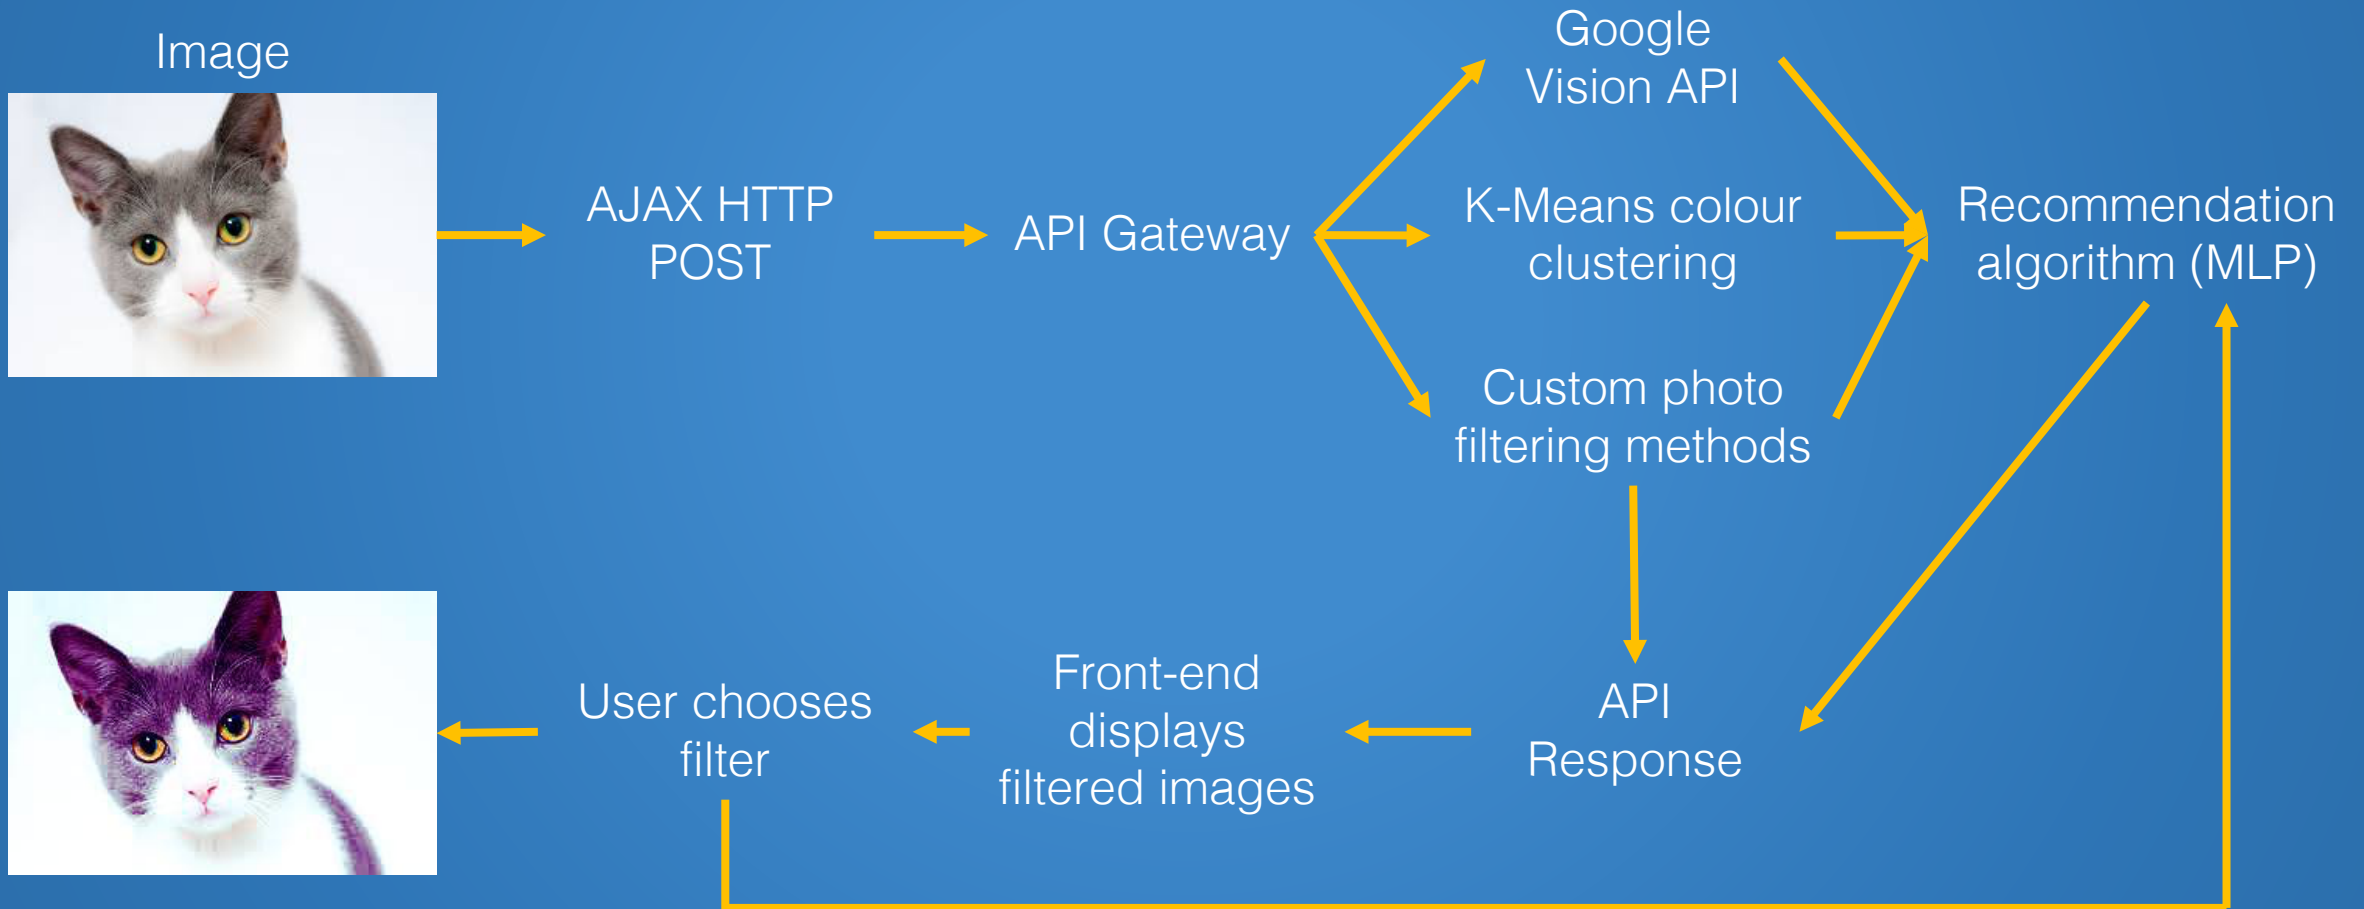 Image
AJAX HTTP
POST
API Gateway
Google
Vision API
K-Means colour
clustering
Custom photo
filtering methods
Recommendation
algorithm (MLP)
API
Response
Front-end
displays
filtered images
User chooses
filter